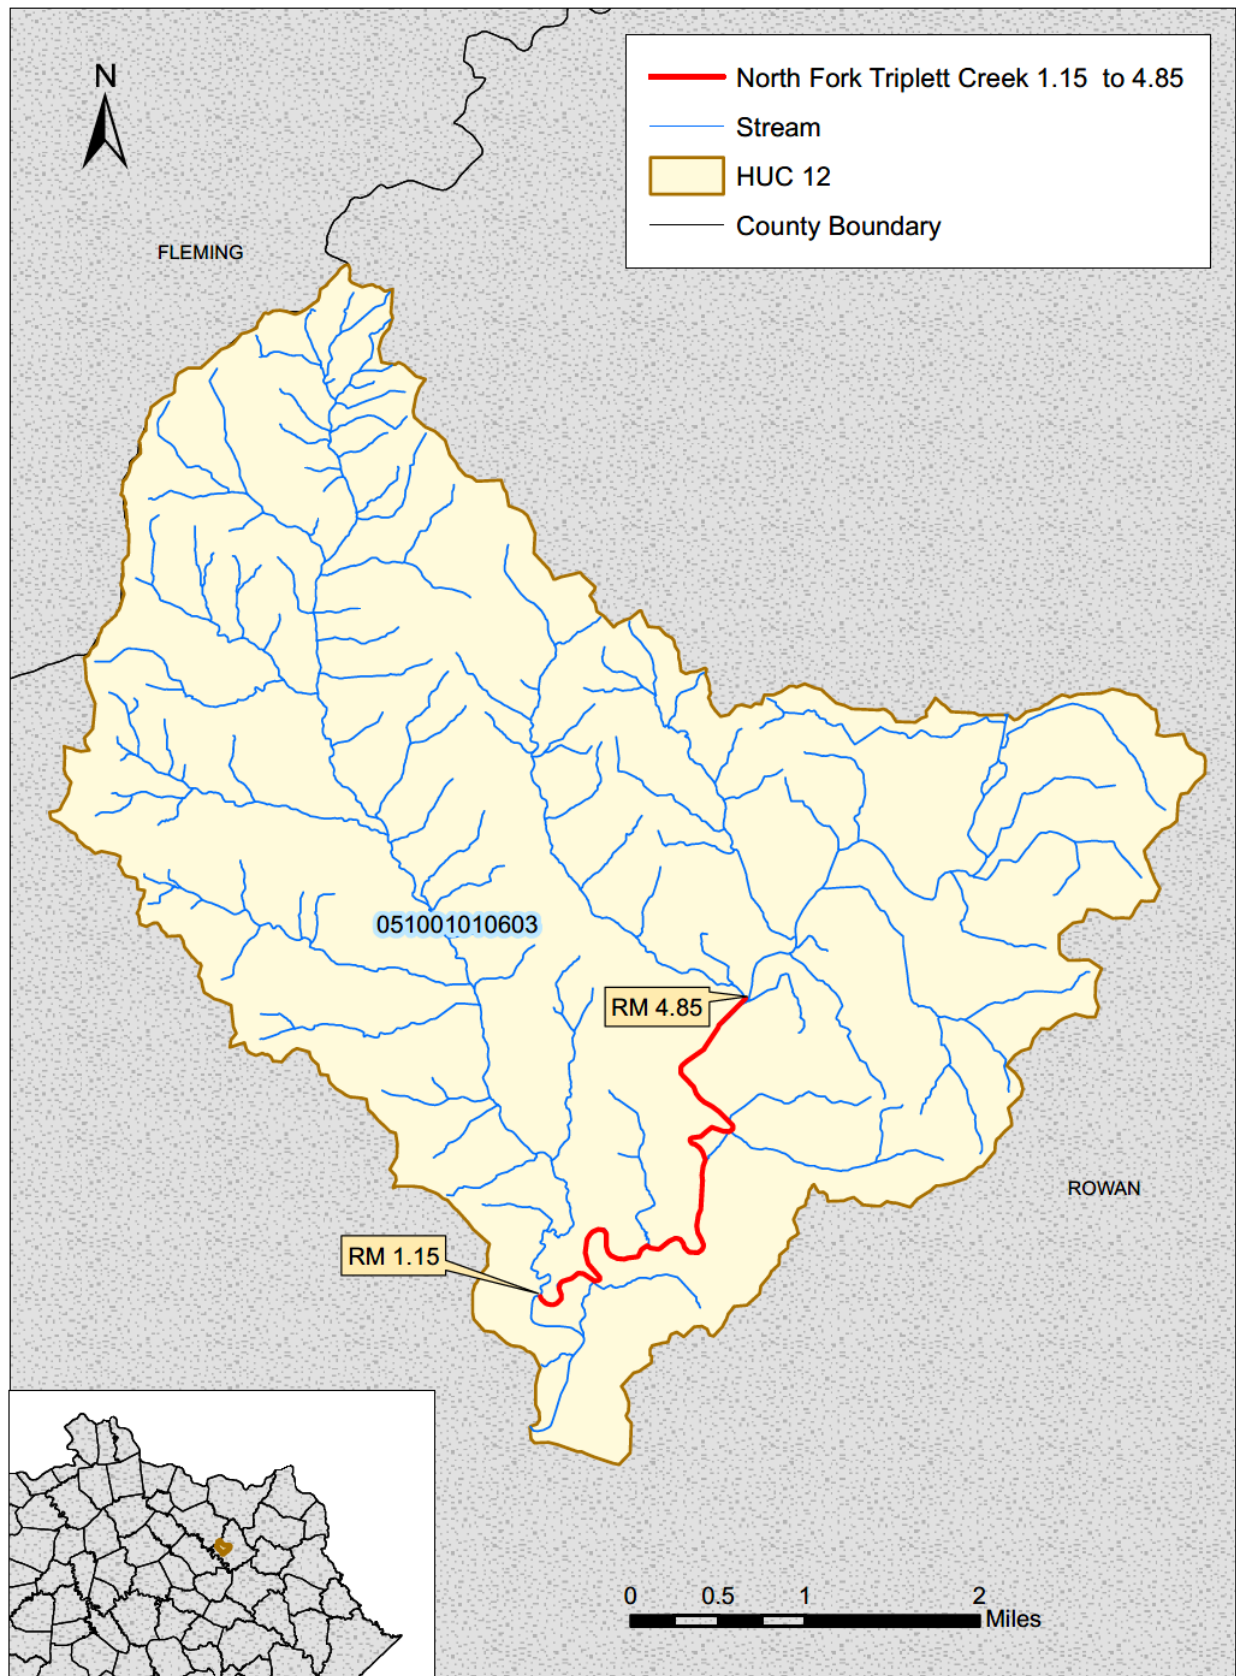 N
North Fork Triplett Creek 1.15 to 4.85
Stream
HUC 12
County Boundary
FLEMING
051001010603
RM 4.85
ROWAN
RM 1.15
0 0.5 1 2
Miles